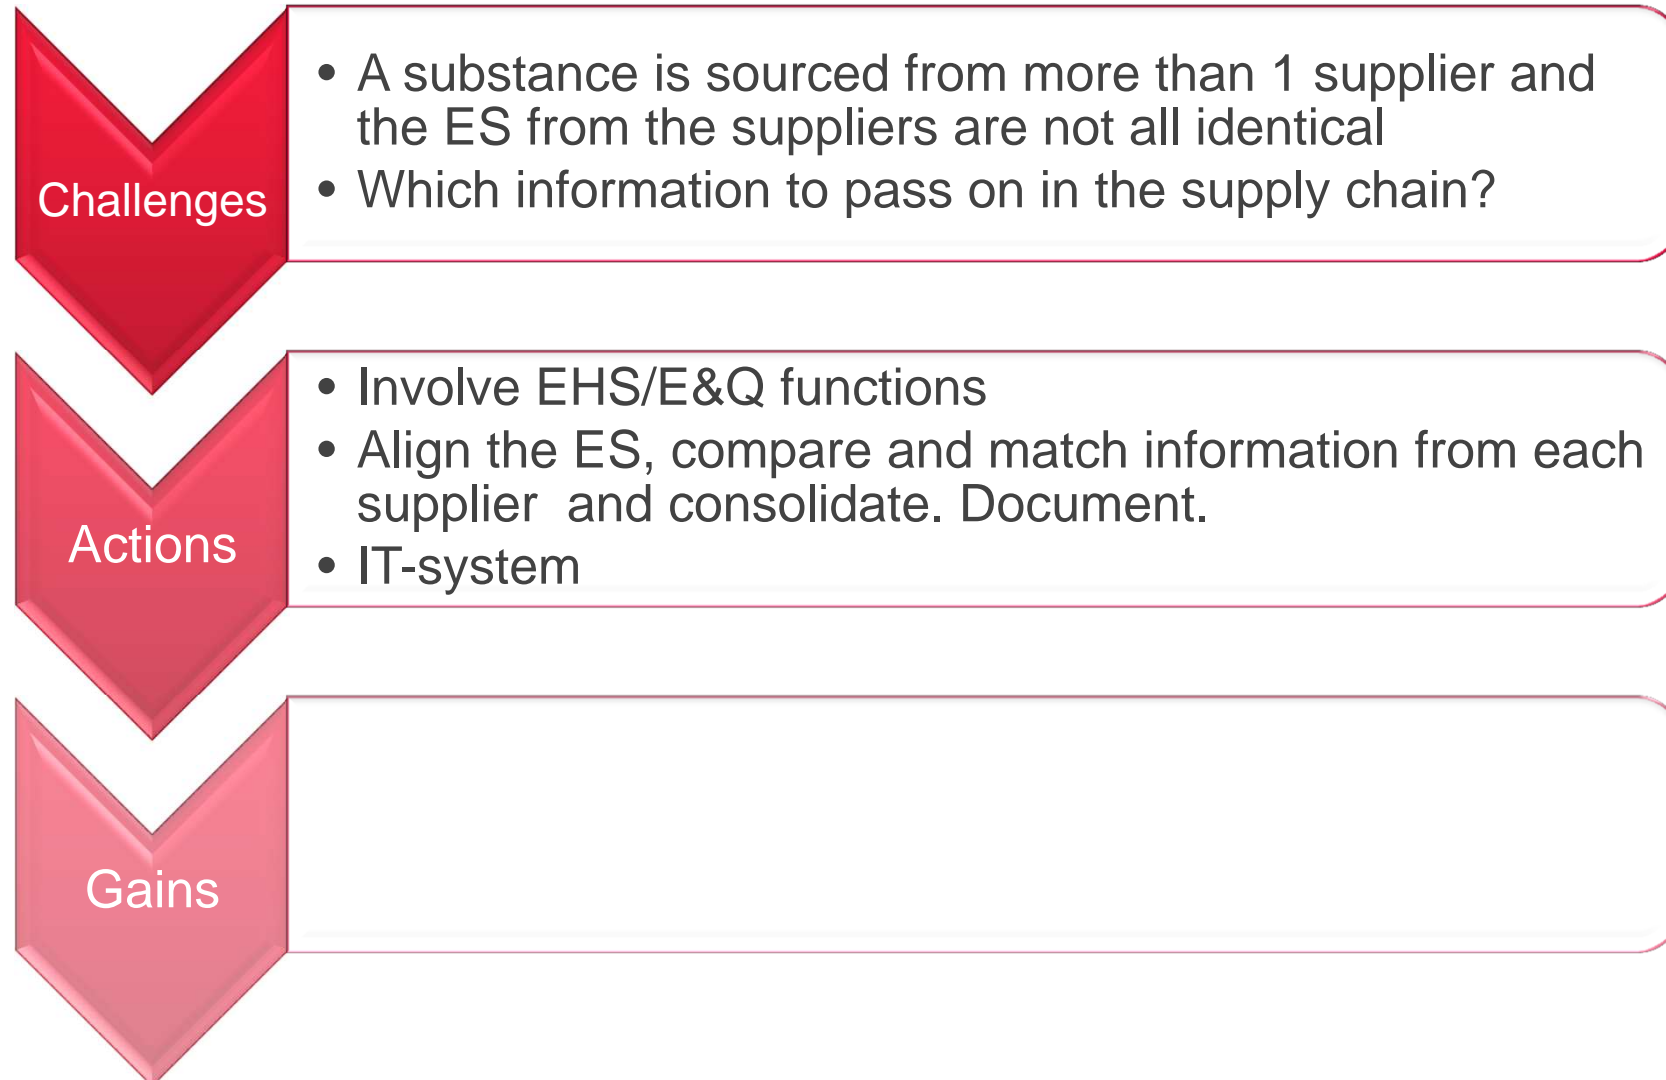 Challenges
• A substance is sourced from more than 1 supplier and
the ES from the suppliers are not all identical
• Which information to pass on in the supply chain?
Actions
• Involve EHS/E&Q functions
• Align the ES, compare and match information from each
supplier  and consolidate. Document.
• IT-system
Gains